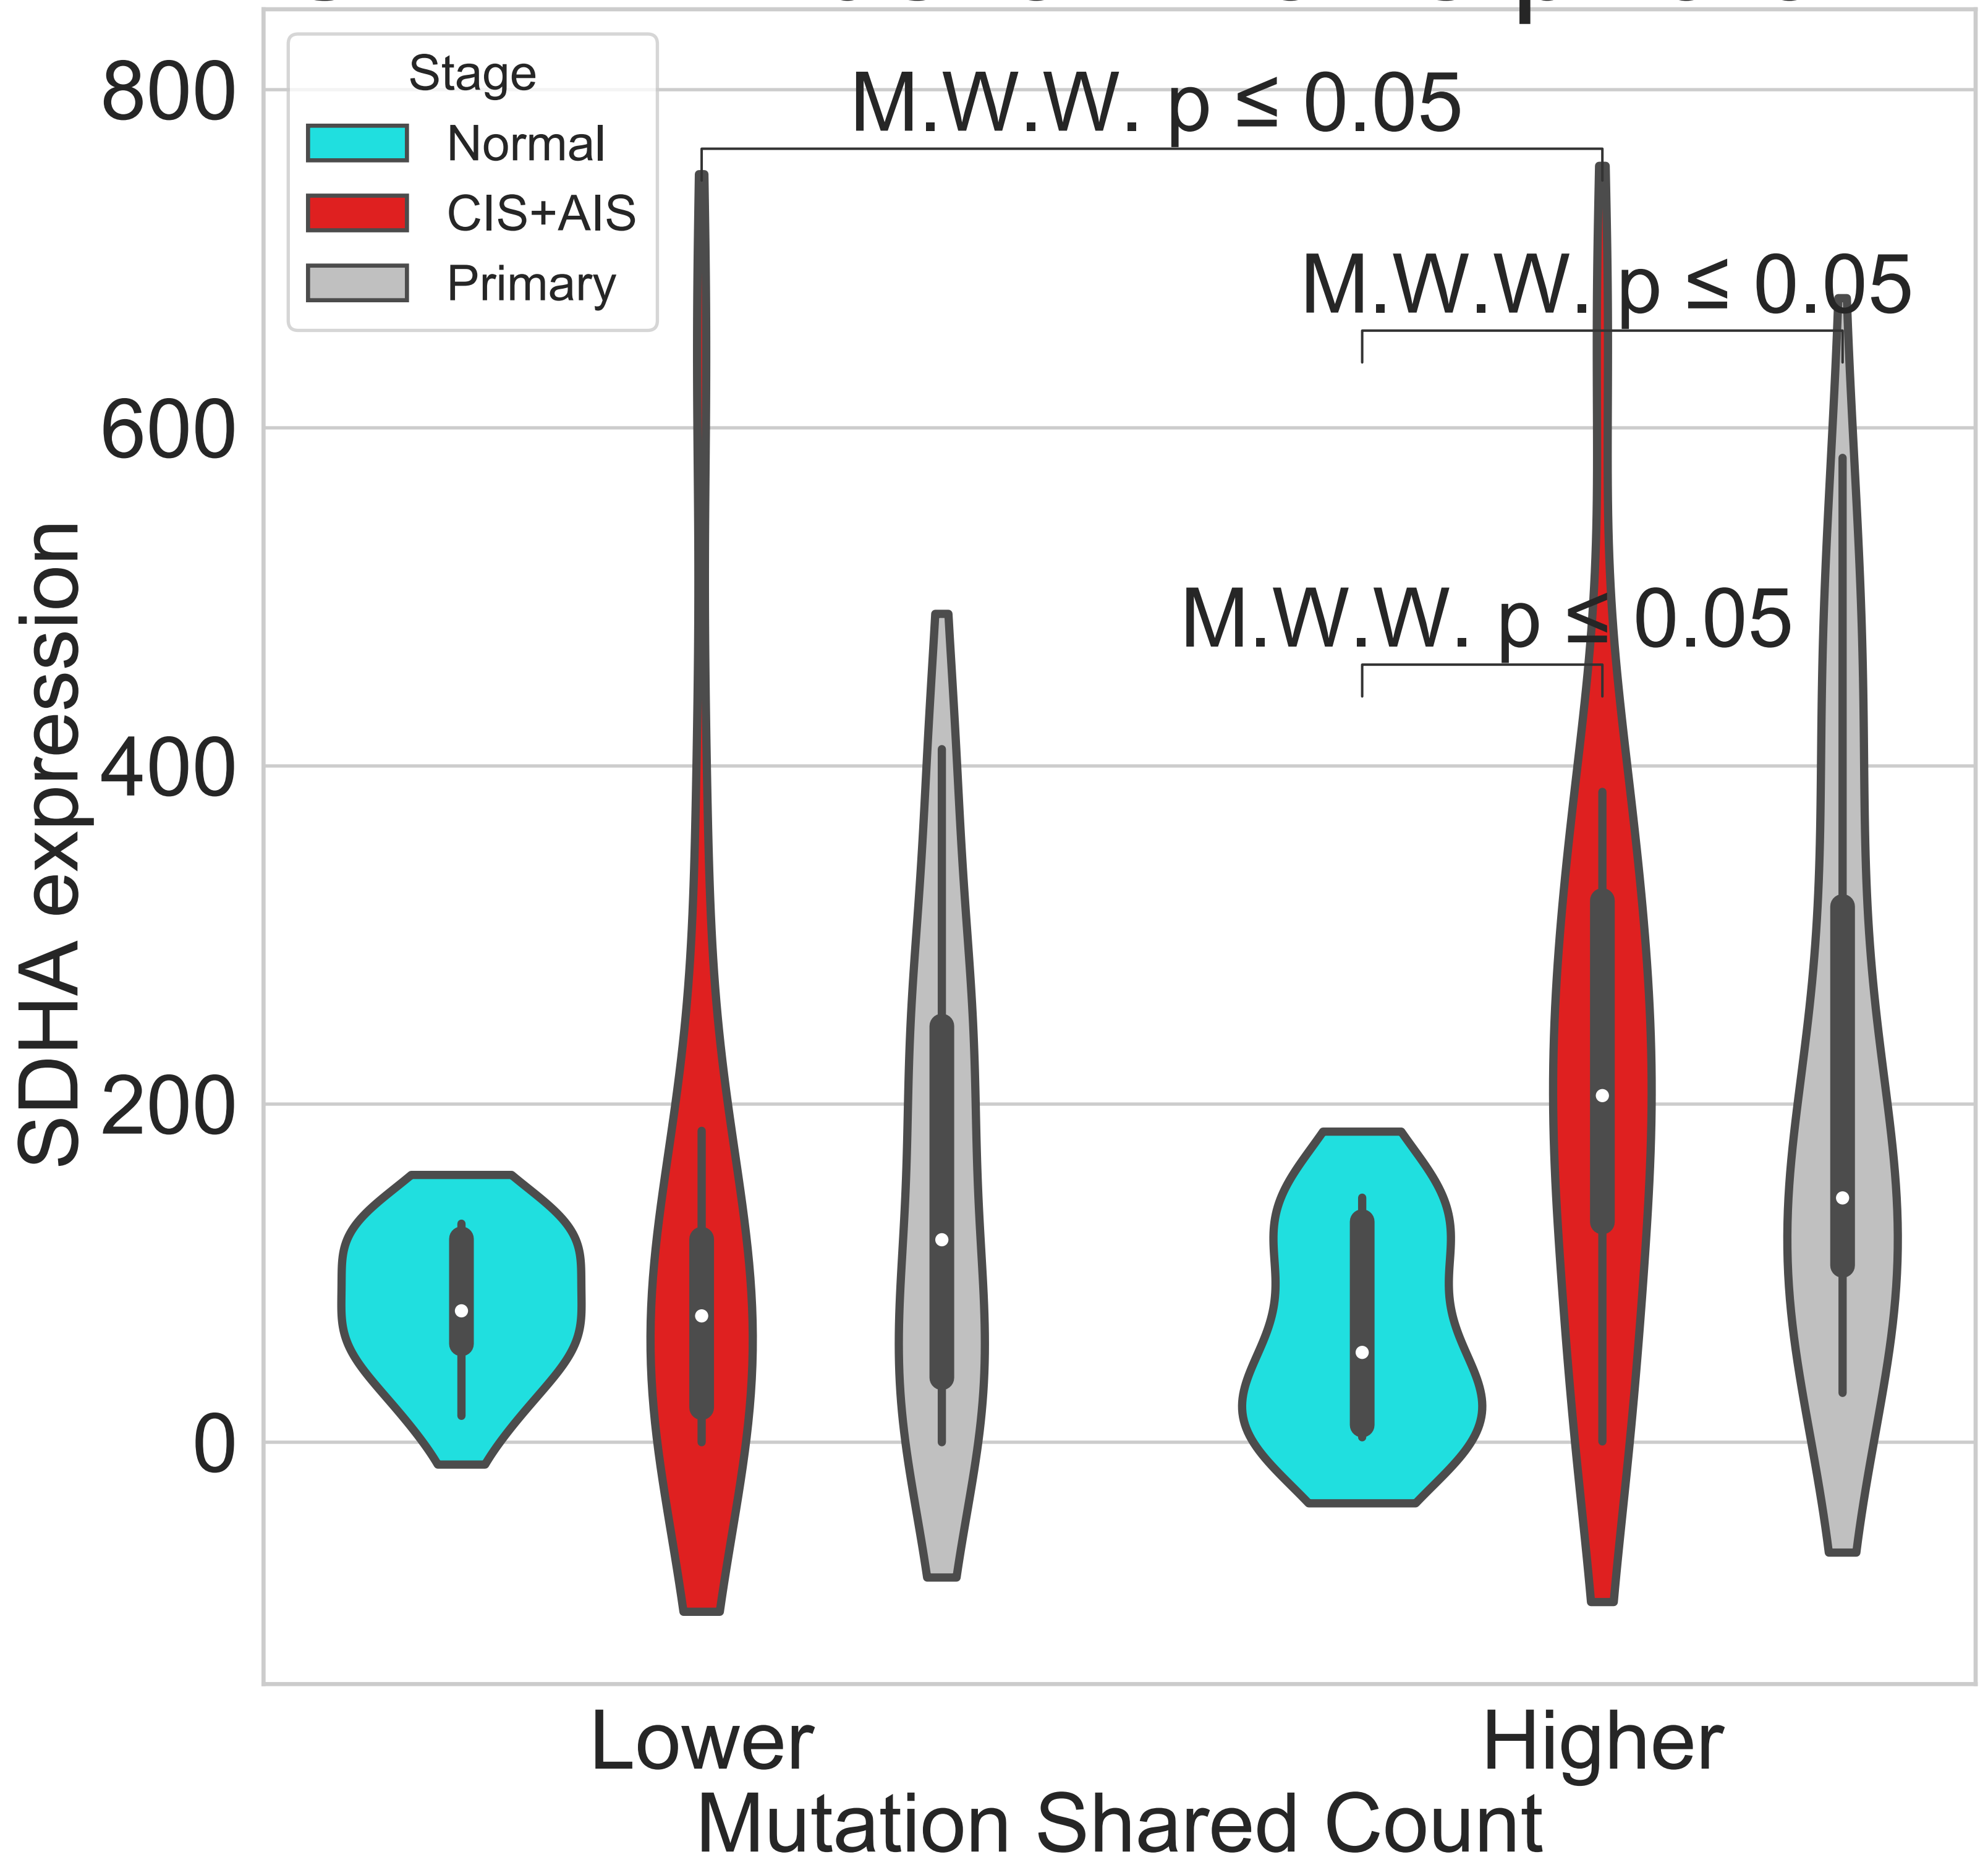 Stage
Normal
CIS+AIS
Primary
M.W.W. p ≤ 0.05
M.W.W. p ≤ 0.05
M.W.W. p ≤ 0.05
800
600
400
200
0
SDHA expression
Lower
Higher
Mutation Shared Count